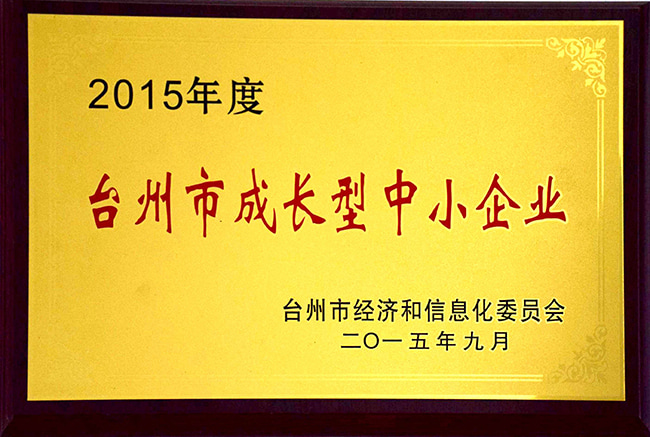 2015年度
台州市成长型中小企业
台州市经济和信息化委员会
二〇一五年九月